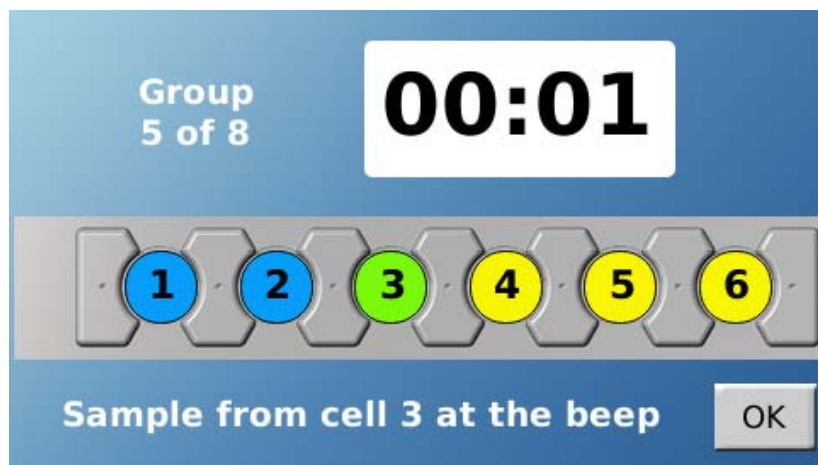 Group
5 of 8
00:01
1 2 3 4 5 6
Sample from cell 3 at the beep
OK